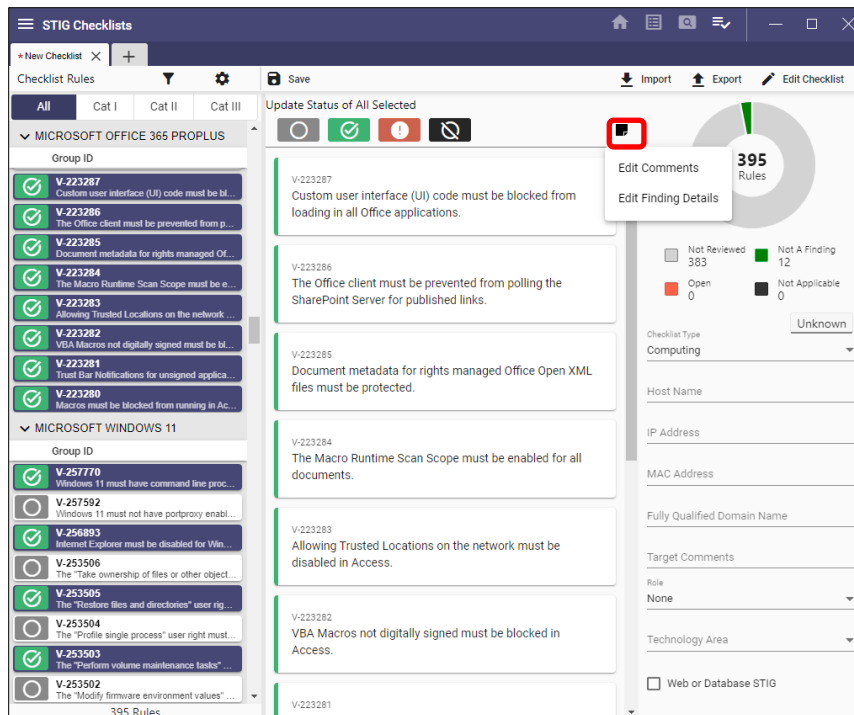 STIG Checklists
* New Checklist
Checklist Rules
Save
Import
Export
Edit Checklist
All
Cat I
Cat II
Cat III
MICROSOFT OFFICE 365 PROPLUS
Group ID
V-223287
Custom user interface (UI) code must be bl...
V-223286
The Office client must be prevented from p...
V-223285
Document metadata for rights managed Of...
V-223284
The Macro Runtime Scan Scope must be e...
V-223283
Allowing Trusted Locations on the network ...
V-223282
VBA Macros not digitally signed must be bl...
V-223281
Trust Bar Notifications for unsigned applica...
V-223280
Macros must be blocked from running in Ac...
MICROSOFT WINDOWS 11
Group ID
V-257770
Windows 11 must have command line proc...
V-257592
Windows 11 must not have portproxy enabl...
V-256893
Internet Explorer must be disabled for Win...
V-253506
The "Take ownership of files or other object...
V-253505
The "Restore files and directories" user rig...
V-253504
The "Profile single process" user right must...
V-253503
The "Perform volume maintenance tasks" ...
V-253502
The "Modify firmware environment values" ...
395 Rules
Update Status of All Selected
V-223287
Custom user interface (UI) code must be blocked from
loading in all Office applications.
V-223286
The Office client must be prevented from polling the
SharePoint Server for published links.
V-223285
Document metadata for rights managed Office Open XML
files must be protected.
V-223284
The Macro Runtime Scan Scope must be enabled for all
documents.
V-223283
Allowing Trusted Locations on the network must be
disabled in Access.
V-223282
VBA Macros not digitally signed must be blocked in
Access.
V-223281
Edit Comments
Edit Finding Details
395
Rules
Not Reviewed
383
Not A Finding
12
Open
0
Not Applicable
0
Unknown
Checklist Type
Computing
Host Name
IP Address
MAC Address
Fully Qualified Domain Name
Target Comments
Role
None
Technology Area
Web or Database STIG